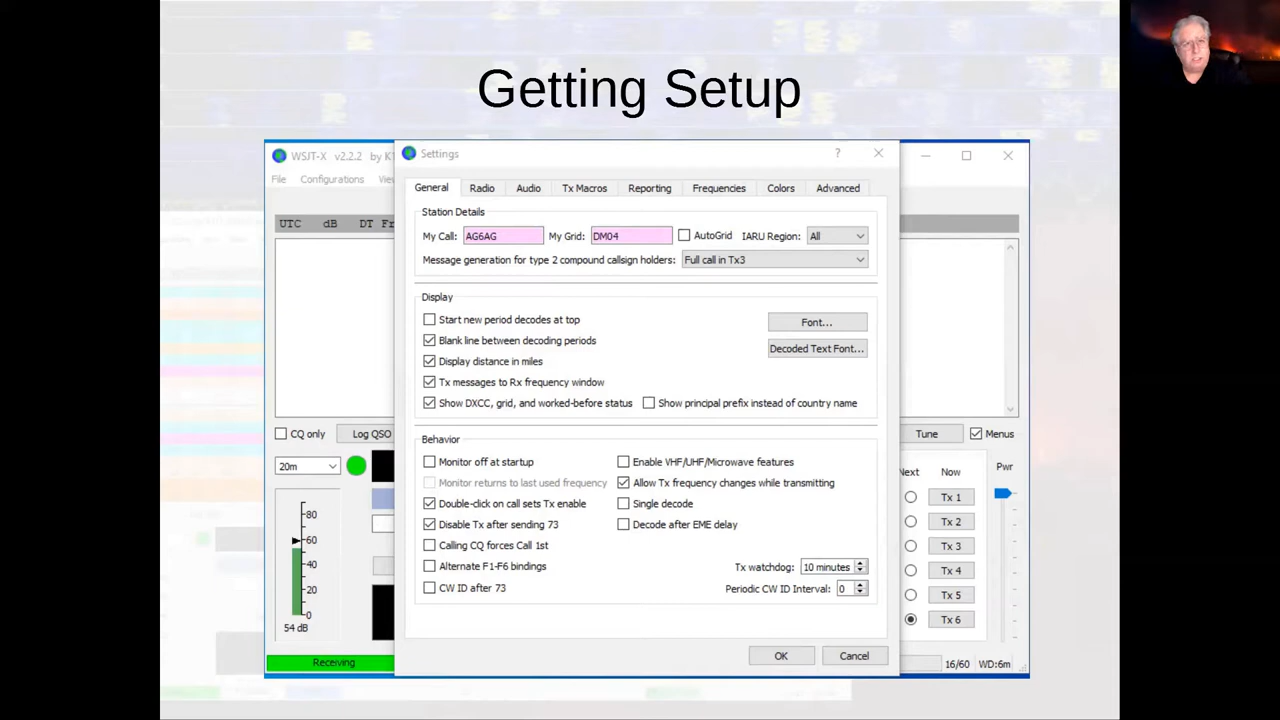 Getting Setup
WSJT-X v2.2.2 by K1
Settings
?
File Configurations
General Radio Audio Tx Macros Reporting Frequencies Colors Advanced
Station Details
My Call: AG6AG My Grid: DM04 AutoGrid IARU Region: All
Message generation for type 2 compound callsign holders: Full call in Tx3
UTC dB DT
Display
Start new period decodes at top
Font...
Blank line between decoding periods
Decoded Text Font...
Display distance in miles
Tx messages to Rx frequency window
Show DXCC, grid, and worked-before status Show principal prefix instead of country name
CQ only Log QSO
Tune Menus
Behavior
Monitor off at startup Enable VHF/UHF/Microwave features
Monitor returns to last used frequency Allow Tx frequency changes while transmitting
Double-click on call sets Tx enable Single decode
Disable Tx after sending 73 Decode after EME delay
Calling CQ forces Call 1st
Alternate F1-F6 bindings Tx watchdog: 10 minutes
CW ID after 73 Periodic CW ID Interval: 0
OK Cancel
20m
80
60
40
20
0
54 dB
Receiving
Next Now Pwr
Tx 1
Tx 2
Tx 3
Tx 4
Tx 5
Tx 6
16/60 WD:6m